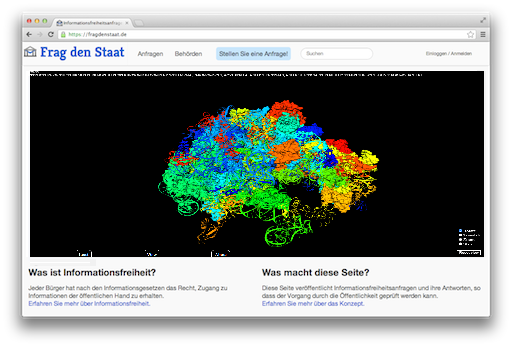 Informationsfreiheitsanfrag
https://fragdenstaat.de
Frag den Staat
Anfragen
Behörden
Stellen Sie eine Anfrage!
Suchen
Einloggen / Anmelden
Was ist Informationsfreiheit?
Jeder Bürger hat nach den Informationsgesetzen das Recht, Zugang zu
Informationen der öffentlichen Hand zu erhalten.
Erfahren Sie mehr über Informationsfreiheit.
Was macht diese Seite?
Diese Seite veröffentlicht Informationsfreiheitsanfragen und ihre Antworten, so
dass der Vorgang durch die Öffentlichkeit geprüft werden kann.
Erfahren Sie mehr über das Konzept.